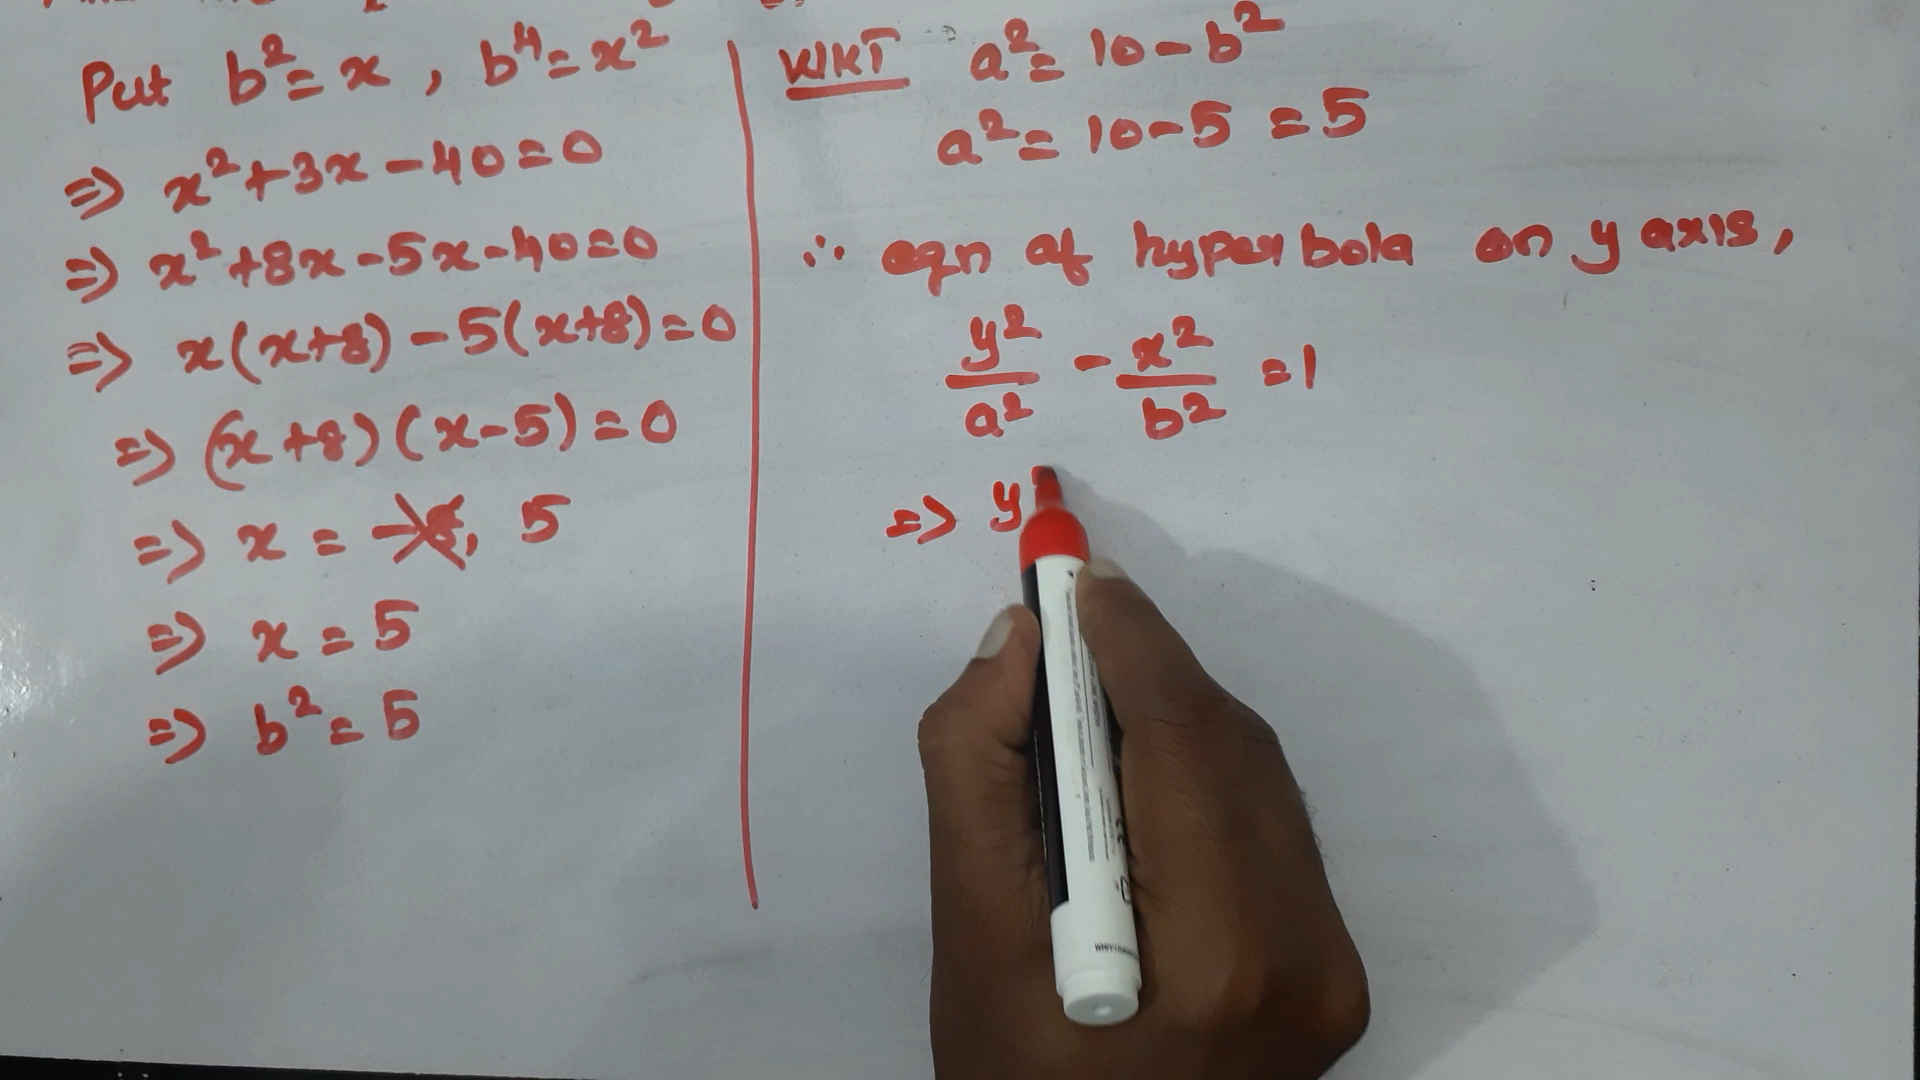 Put b² = x , b⁴ = x²
⇒ x² + 3x - 40 = 0
⇒ x² + 8x - 5x - 40 = 0
⇒ x(x+8) - 5(x+8) = 0
⇒ (x+8)(x-5) = 0
⇒ x = -8, 5
⇒ x = 5
⇒ b² = 5
WKT a² = 10 - b²
a² = 10 - 5 = 5
∴ eqn of hyperbola on y axis,
y²/a² - x²/b² = 1
⇒ y